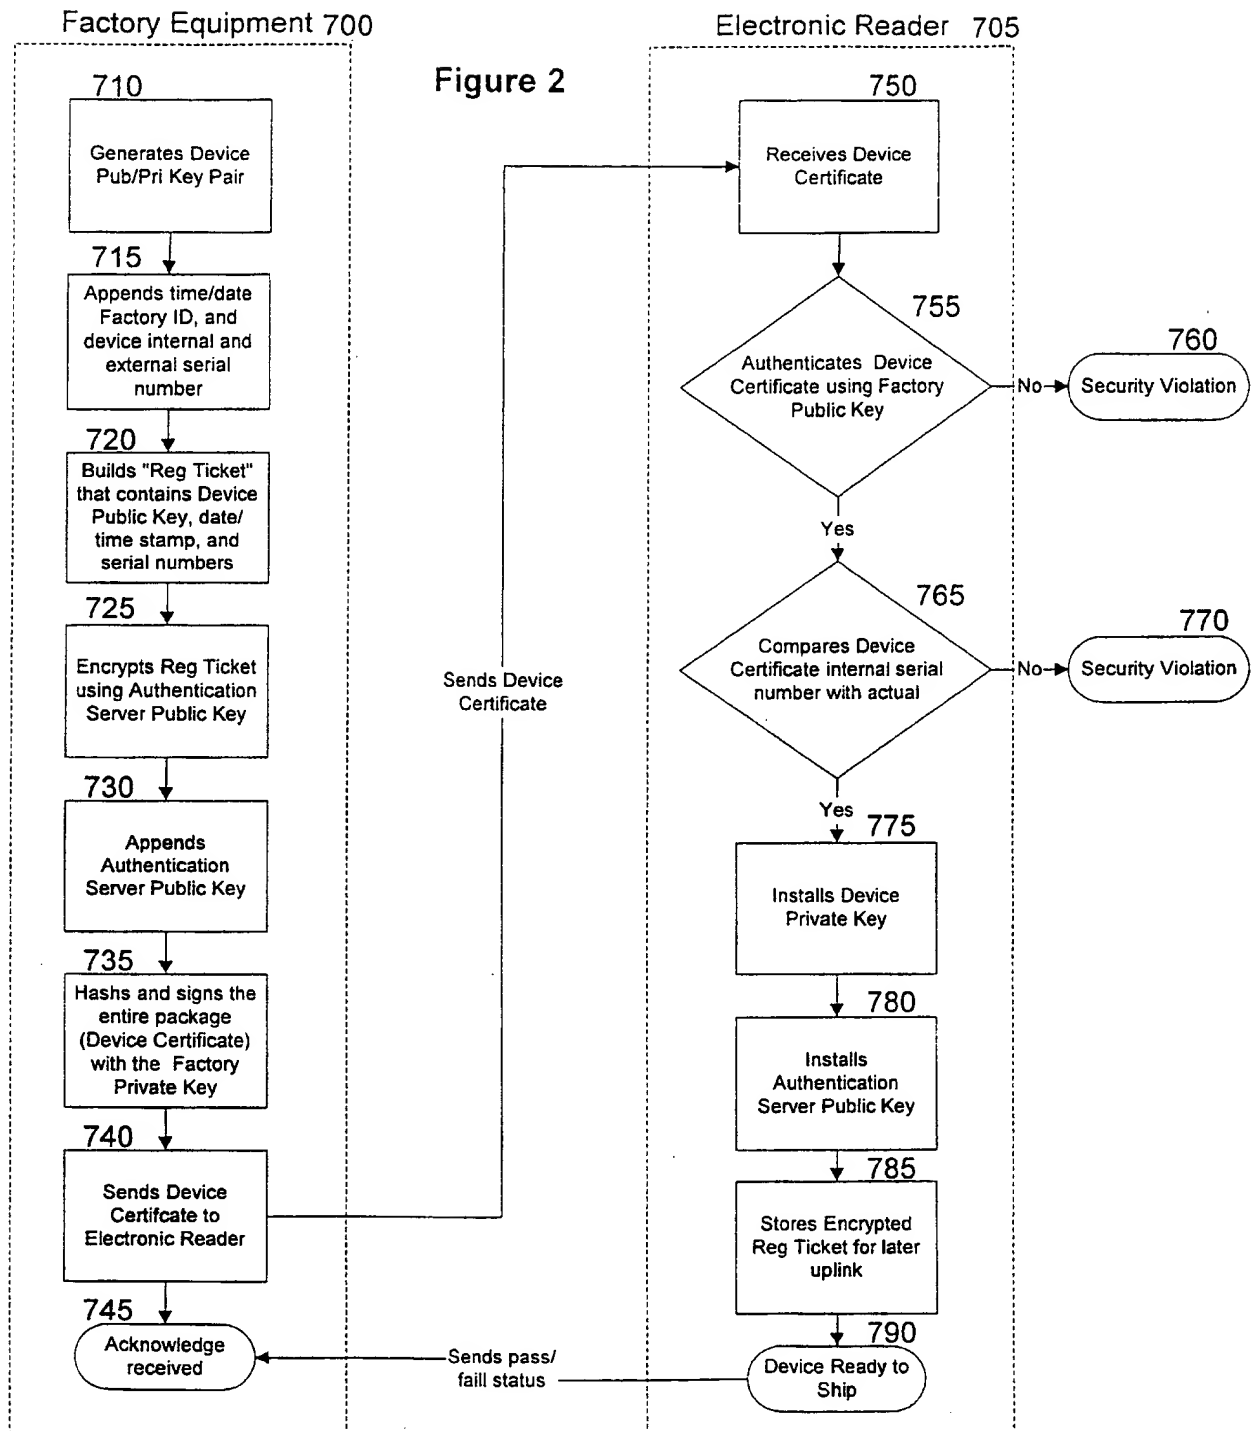 Factory Equipment 700
Electronic Reader 705
Figure 2
710
Generates Device
Pub/Pri Key Pair
715
Appends time/date
Factory ID, and
device internal and
external serial
number
720
Builds "Reg Ticket"
that contains Device
Public Key, date/
time stamp, and
serial numbers
725
Encrypts Reg Ticket
using Authentication
Server Public Key
730
Appends
Authentication
Server Public Key
735
Hashs and signs the
entire package
(Device Certificate)
with the Factory
Private Key
740
Sends Device
Certifcate to
Electronic Reader
745
Acknowledge
received
Sends Device
Certificate
750
Receives Device
Certificate
755
Authenticates Device
Certificate using Factory
Public Key
No
760
Security Violation
Yes
765
Compares Device
Certificate internal serial
number with actual
No
770
Security Violation
Yes
775
Installs Device
Private Key
780
Installs
Authentication
Server Public Key
785
Stores Encrypted
Reg Ticket for later
uplink
790
Device Ready to
Ship
Sends pass/
faill status